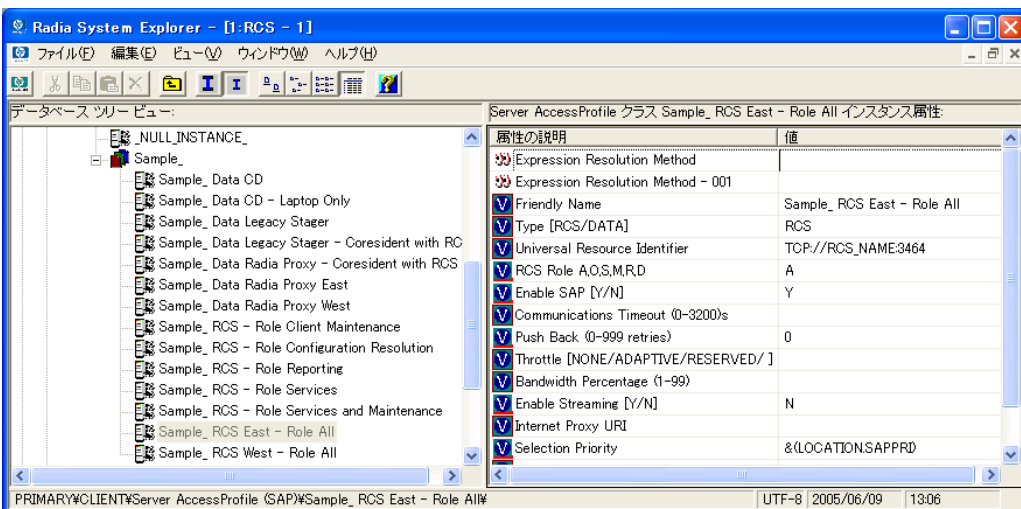 Radia System Explorer - [1:RCS - 1]
ファイル(F) 編集(E) ビュー(V) ウィンドウ(W) ヘルプ(H)
データベース ツリー ビュー:
_NULL_INSTANCE_
Sample_
Sample_ Data CD
Sample_ Data CD - Laptop Only
Sample_ Data Legacy Stager
Sample_ Data Legacy Stager - Coresident with RC
Sample_ Data Radia Proxy - Coresident with RCS
Sample_ Data Radia Proxy East
Sample_ Data Radia Proxy West
Sample_ RCS - Role Client Maintenance
Sample_ RCS - Role Configuration Resolution
Sample_ RCS - Role Reporting
Sample_ RCS - Role Services
Sample_ RCS - Role Services and Maintenance
Sample_ RCS East - Role All
Sample_ RCS West - Role All
Server AccessProfile クラス Sample_ RCS East - Role All インスタンス属性:
属性の説明 値
Expression Resolution Method
Expression Resolution Method - 001
Friendly Name Sample_ RCS East - Role All
Type [RCS/DATA] RCS
Universal Resource Identifier TCP://RCS_NAME:3464
RCS Role A,O,S,M,R,D A
Enable SAP [Y/N] Y
Communications Timeout (0-3200)s
Push Back (0-999 retries) 0
Throttle [NONE/ADAPTIVE/RESERVED/ ]
Bandwidth Percentage (1-99)
Enable Streaming [Y/N] N
Internet Proxy URI
Selection Priority &(LOCATION.SAPPRI)
PRIMARY¥CLIENT¥Server AccessProfile (SAP)¥Sample_ RCS East - Role All¥ UTF-8 2005/06/09 13:06